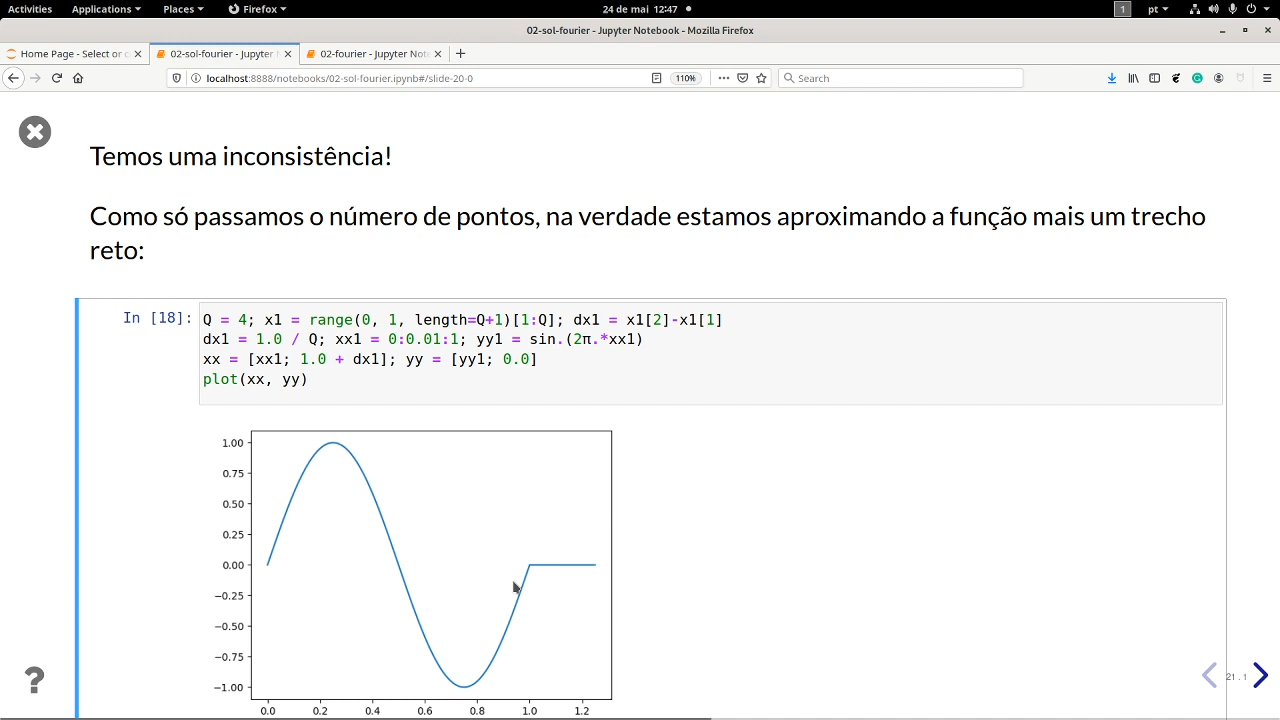 Activities Applications Places Firefox 24 de mai 12:47 1 pt
02-sol-fourier - Jupyter Notebook - Mozilla Firefox
Home Page - Select or 02-sol-fourier - Jupyter 02-fourier - Jupyter Note
localhost:8888/notebooks/02-sol-fourier.ipynb#/slide-20-0 110% Search
Temos uma inconsistência!
Como só passamos o número de pontos, na verdade estamos aproximando a função mais um trecho
reto:
In [18]: Q = 4; x1 = range(0, 1, length=Q+1)[1:Q]; dx1 = x1[2]-x1[1]
dx1 = 1.0 / Q; xx1 = 0:0.01:1; yy1 = sin.(2π.*xx1)
xx = [xx1; 1.0 + dx1]; yy = [yy1; 0.0]
plot(xx, yy)
1.00
0.75
0.50
0.25
0.00
−0.25
−0.50
−0.75
−1.00
0.0 0.2 0.4 0.6 0.8 1.0 1.2
?
21 . 1